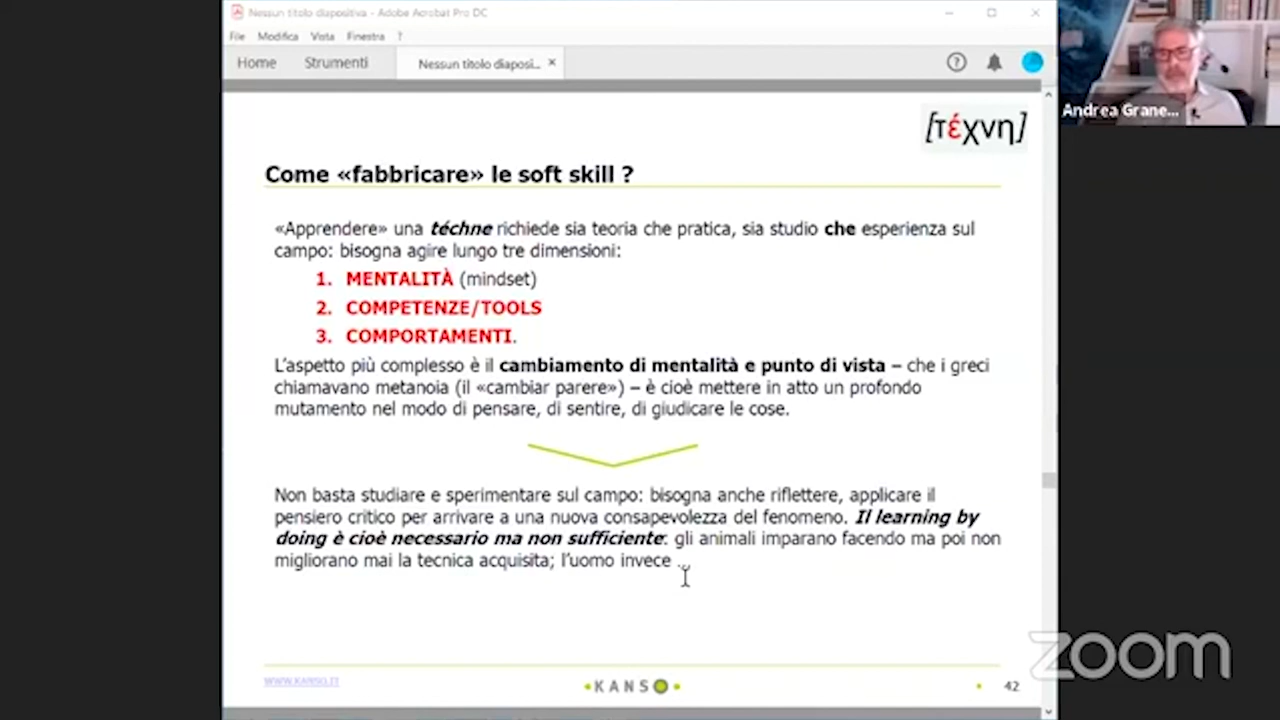 Nessun titolo diapositiva - Adobe Acrobat Pro DC
File Modifica Vista Finestra ?
Home Strumenti Nessun titolo diaposi... ×
Andrea Grane...
[τέχνη]
Come «fabbricare» le soft skill ?
«Apprendere» una téchne richiede sia teoria che pratica, sia studio che esperienza sul
campo: bisogna agire lungo tre dimensioni:
1. MENTALITÀ (mindset)
2. COMPETENZE/TOOLS
3. COMPORTAMENTI.
L'aspetto più complesso è il cambiamento di mentalità e punto di vista – che i greci
chiamavano metanoia (il «cambiar parere») – è cioè mettere in atto un profondo
mutamento nel modo di pensare, di sentire, di giudicare le cose.
Non basta studiare e sperimentare sul campo: bisogna anche riflettere, applicare il
pensiero critico per arrivare a una nuova consapevolezza del fenomeno. Il learning by
doing è cioè necessario ma non sufficiente: gli animali imparano facendo ma poi non
migliorano mai la tecnica acquisita; l'uomo invece ...
WWW.KANSO.IT
KANSO
42
zoom